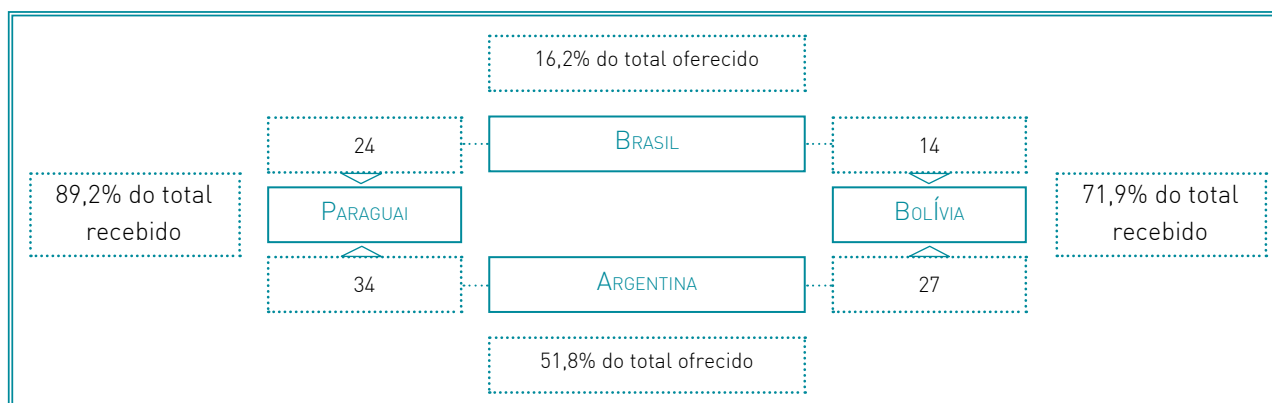 16,2% do total oferecido
24
BRASIL
14
89,2% do total
recebido
PARAGUAI
BOLÍVIA
71,9% do total
recebido
34
ARGENTINA
27
51,8% do total ofrecido